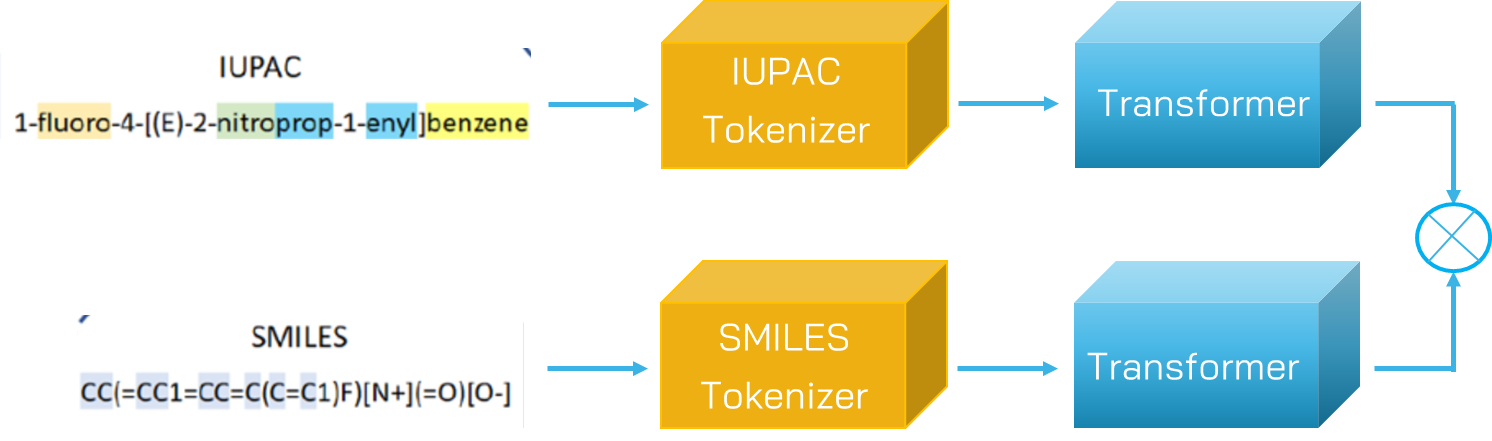 IUPAC
1-fluoro-4-[(E)-2-nitroprop-1-enyl]benzene
IUPAC
Tokenizer
Transformer
SMILES
CC(=CC1=CC=C(C=C1)F)[N+](=O)[O-]
SMILES
Tokenizer
Transformer